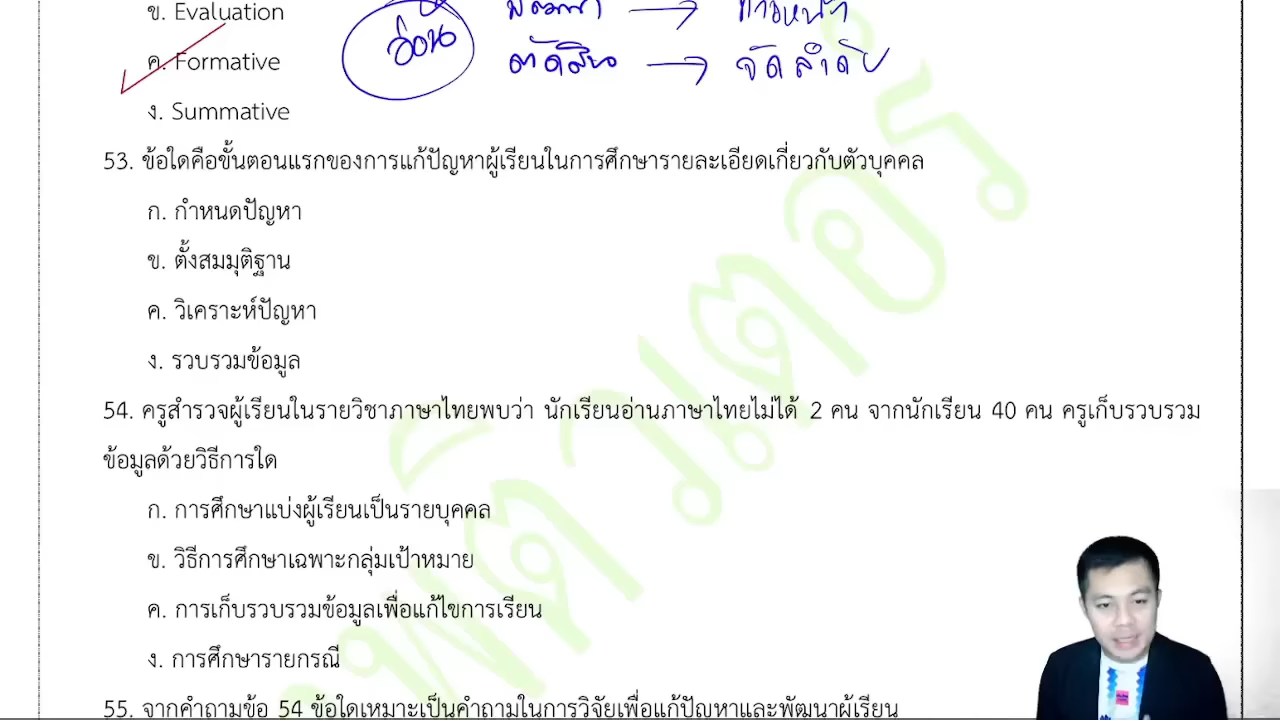 ข. Evaluation
ค. Formative
อ่อน
ตัดสิน → จัดลำดับ
ง. Summative
53. ข้อใดคือขั้นตอนแรกของการแก้ปัญหาผู้เรียนในการศึกษารายละเอียดเกี่ยวกับตัวบุคคล
ก. กำหนดปัญหา
ข. ตั้งสมมุติฐาน
ค. วิเคราะห์ปัญหา
ง. รวบรวมข้อมูล
54. ครูสำรวจผู้เรียนในรายวิชาภาษาไทยพบว่า นักเรียนอ่านภาษาไทยไม่ได้ 2 คน จากนักเรียน 40 คน ครูเก็บรวบรวม
ข้อมูลด้วยวิธีการใด
ก. การศึกษาแบ่งผู้เรียนเป็นรายบุคคล
ข. วิธีการศึกษาเฉพาะกลุ่มเป้าหมาย
ค. การเก็บรวบรวมข้อมูลเพื่อแก้ไขการเรียน
ง. การศึกษารายกรณี
55. จากคำถามข้อ 54 ข้อใดเหมาะเป็นคำถามในการวิจัยเพื่อแก้ปัญหาและพัฒนาผู้เรียน